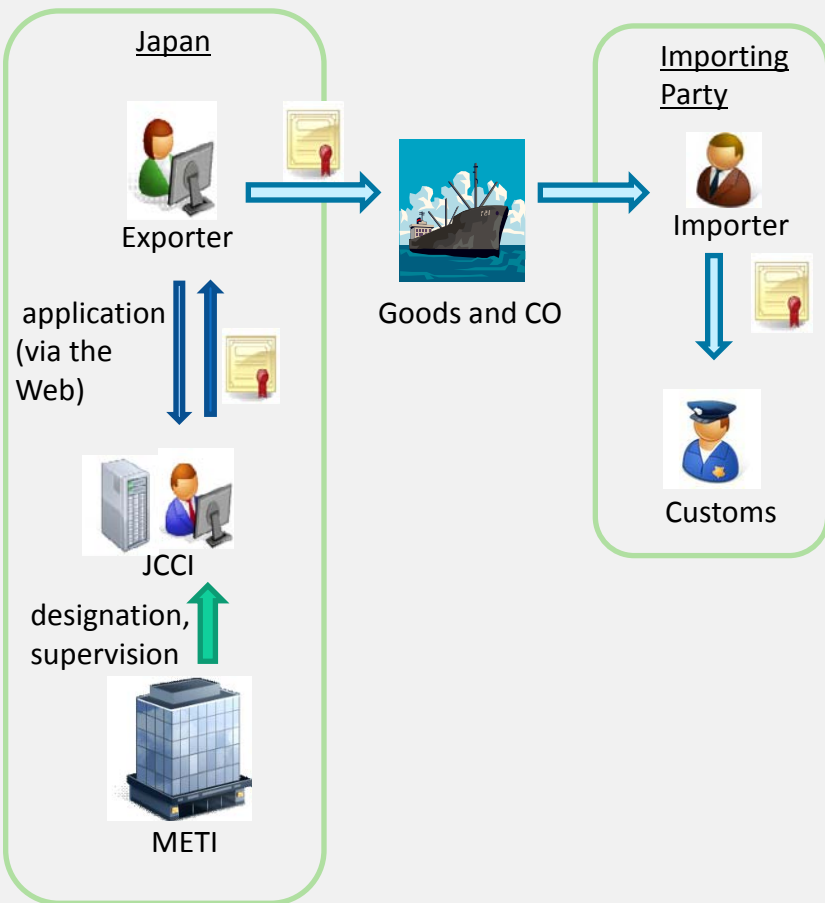 Japan
Importing
Party
Exporter
Importer
Goods and CO
application
(via the
Web)
Customs
JCCI
designation,
supervision
METI